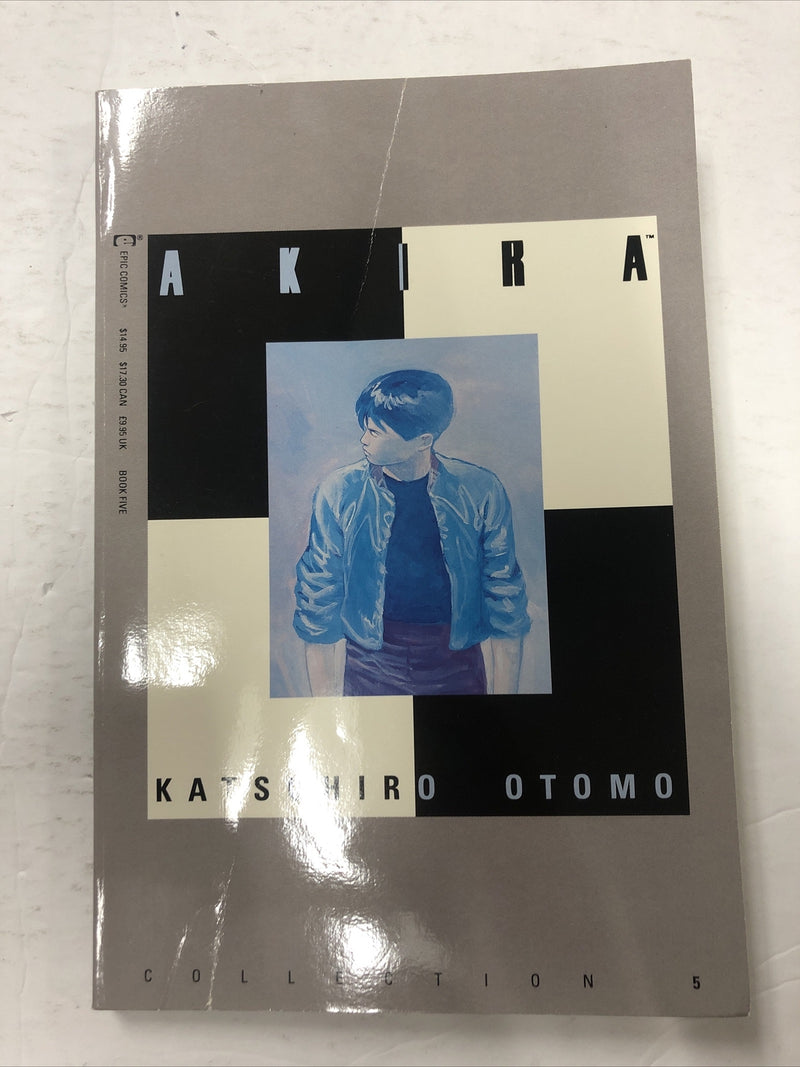 AKIRA™
e® EPIC COMICS® $14.95 $17.30 CAN £9.95 UK BOOK FIVE
KATSUHIRO OTOMO
COLLECTION 5